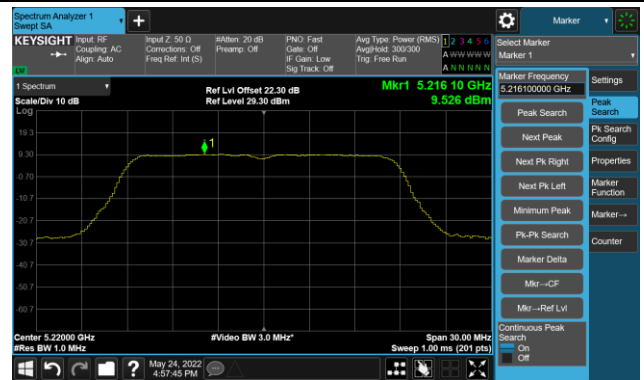 Spectrum Analyzer 1
Swept SA
+
Marker
KEYSIGHT
Input: RF
Coupling: AC
Align: Auto
Input Z: 50 Ω
Corrections: Off
Freq Ref: Int (S)
#Atten: 20 dB
Preamp: Off
PNO: Fast
Gate: Off
IF Gain: Low
Sig Track: Off
Avg Type: Power (RMS)
Avg|Hold: 300/300
Trig: Free Run
1 2 3 4 5 6
A W W W W W
A N N N N N
Select Marker
Marker 1
LW
1 Spectrum
Scale/Div 10 dB
Log
Ref Lvl Offset 22.30 dB
Ref Level 29.30 dBm
Mkr1 5.216 10 GHz
9.526 dBm
1
19.3
9.30
-0.70
-10.7
-20.7
-30.7
-40.7
-50.7
-60.7
Center 5.22000 GHz
#Res BW 1.0 MHz
#Video BW 3.0 MHz*
Span 30.00 MHz
Sweep 1.00 ms (201 pts)
Marker Frequency
5.216100000 GHz
Peak Search
Next Peak
Next Pk Right
Next Pk Left
Minimum Peak
Pk-Pk Search
Marker Delta
Mkr→CF
Mkr→Ref Lvl
Continuous Peak
Search
On
Off
Settings
Peak
Search
Pk Search
Config
Properties
Marker
Function
Marker→
Counter
?
May 24, 2022
4:57:45 PM